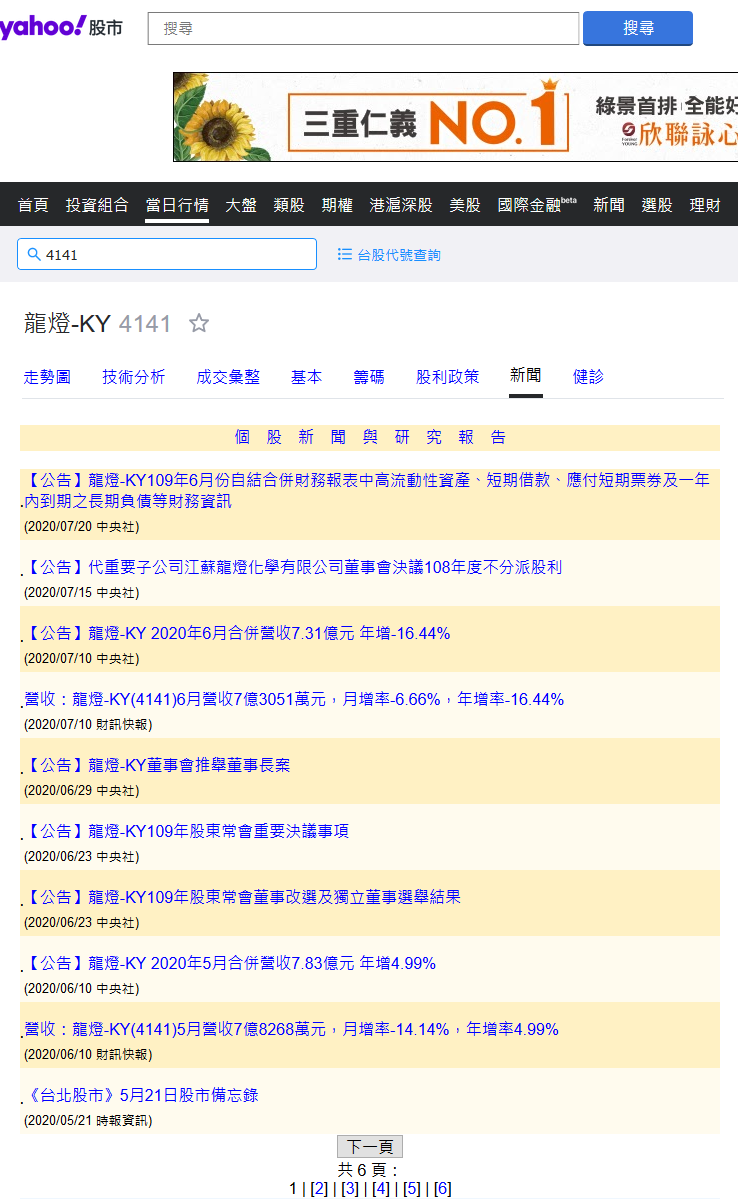 yahoo! 股市
搜尋
搜尋
三重仁義 NO.1
綠景首排
欣聯詠心
首頁 投資組合 當日行情 大盤 類股 期權 港滬深股 美股 國際金融beta 新聞 選股 理財
4141 台股代號查詢
龍燈-KY 4141
走勢圖 技術分析 成交彙整 基本 籌碼 股利政策 新聞 健診
個 股 新 聞 與 研 究 報 告
【公告】龍燈-KY109年6月份自結合併財務報表中高流動性資產、短期借款、應付短期票券及一年
內到期之長期負債等財務資訊
(2020/07/20 中央社)
【公告】代重要子公司江蘇龍燈化學有限公司董事會決議108年度不分派股利
(2020/07/15 中央社)
【公告】龍燈-KY 2020年6月合併營收7.31億元 年增-16.44%
(2020/07/10 中央社)
營收：龍燈-KY(4141)6月營收7億3051萬元，月增率-6.66%，年增率-16.44%
(2020/07/10 財訊快報)
【公告】龍燈-KY董事會推舉董事長案
(2020/06/29 中央社)
【公告】龍燈-KY109年股東常會重要決議事項
(2020/06/23 中央社)
【公告】龍燈-KY109年股東常會董事改選及獨立董事選舉結果
(2020/06/23 中央社)
【公告】龍燈-KY 2020年5月合併營收7.83億元 年增4.99%
(2020/06/10 中央社)
營收：龍燈-KY(4141)5月營收7億8268萬元，月增率-14.14%，年增率4.99%
(2020/06/10 財訊快報)
《台北股市》5月21日股市備忘錄
(2020/05/21 時報資訊)
下一頁
共 6 頁：
1 | [2] | [3] | [4] | [5] | [6]